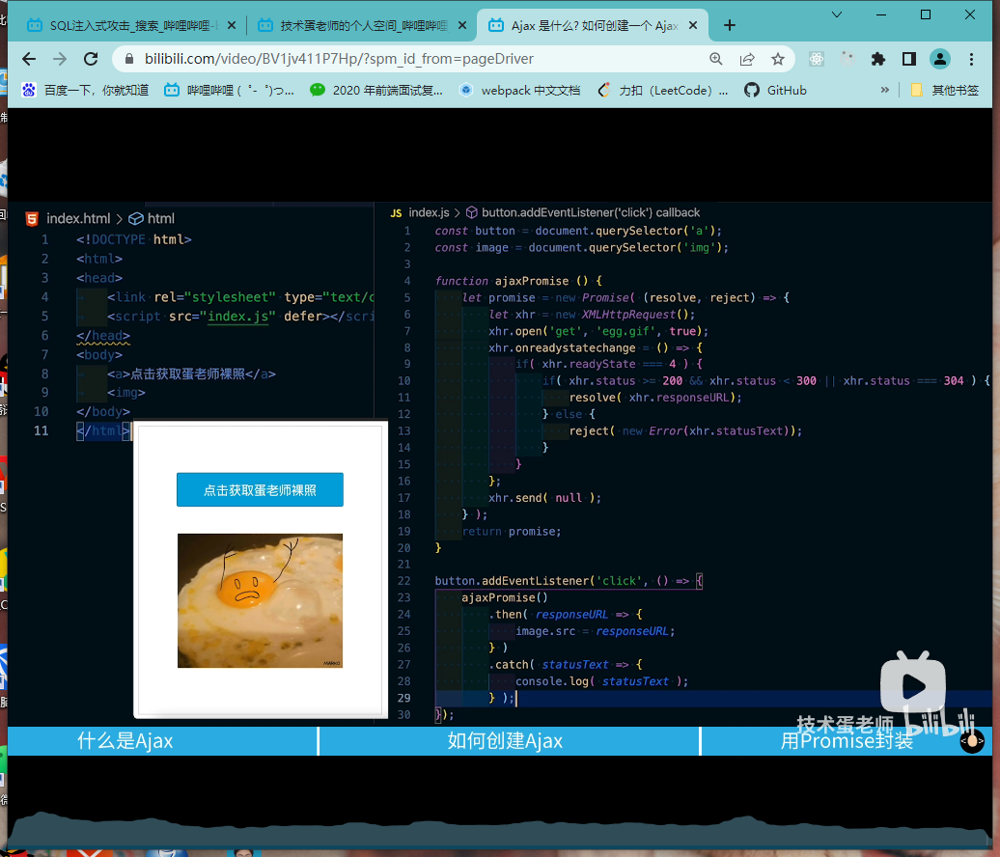 SQL注入式攻击_搜索_哔哩哔哩-
技术蛋老师的个人空间_哔哩哔哩
Ajax 是什么? 如何创建一个 Ajax
bilibili.com/video/BV1jv411P7Hp/?spm_id_from=pageDriver
百度一下，你就知道
哔哩哔哩 (゜-゜)つ...
2020 年前端面试复...
webpack 中文文档
力扣（LeetCode）...
GitHub
»
其他书签
index.html > html
1 <!DOCTYPE html>
2 <html>
3 <head>
4 <link rel="stylesheet" type="text/c
5 <script src="index.js" defer></scri
6 </head>
7 <body>
8 <a>点击获取蛋老师裸照</a>
9 <img>
10 </body>
11 </html>
点击获取蛋老师裸照
MARKO
JS index.js > button.addEventListener('click') callback
1 const button = document.querySelector('a');
2 const image = document.querySelector('img');
3
4 function ajaxPromise () {
5 let promise = new Promise( (resolve, reject) => {
6 let xhr = new XMLHttpRequest();
7 xhr.open('get', 'egg.gif', true);
8 xhr.onreadystatechange = () => {
9 if( xhr.readyState === 4 ) {
10 if( xhr.status >= 200 && xhr.status < 300 || xhr.status === 304 ) {
11 resolve( xhr.responseURL);
12 } else {
13 reject( new Error(xhr.statusText));
14 }
15 }
16 };
17 xhr.send( null );
18 } );
19 return promise;
20 }
21
22 button.addEventListener('click', () => {
23 ajaxPromise()
24 .then( responseURL => {
25 image.src = responseURL;
26 } )
27 .catch( statusText => {
28 console.log( statusText );
29 } );
30 });
技术蛋老师 bilibili
什么是Ajax
如何创建Ajax
用Promise封装